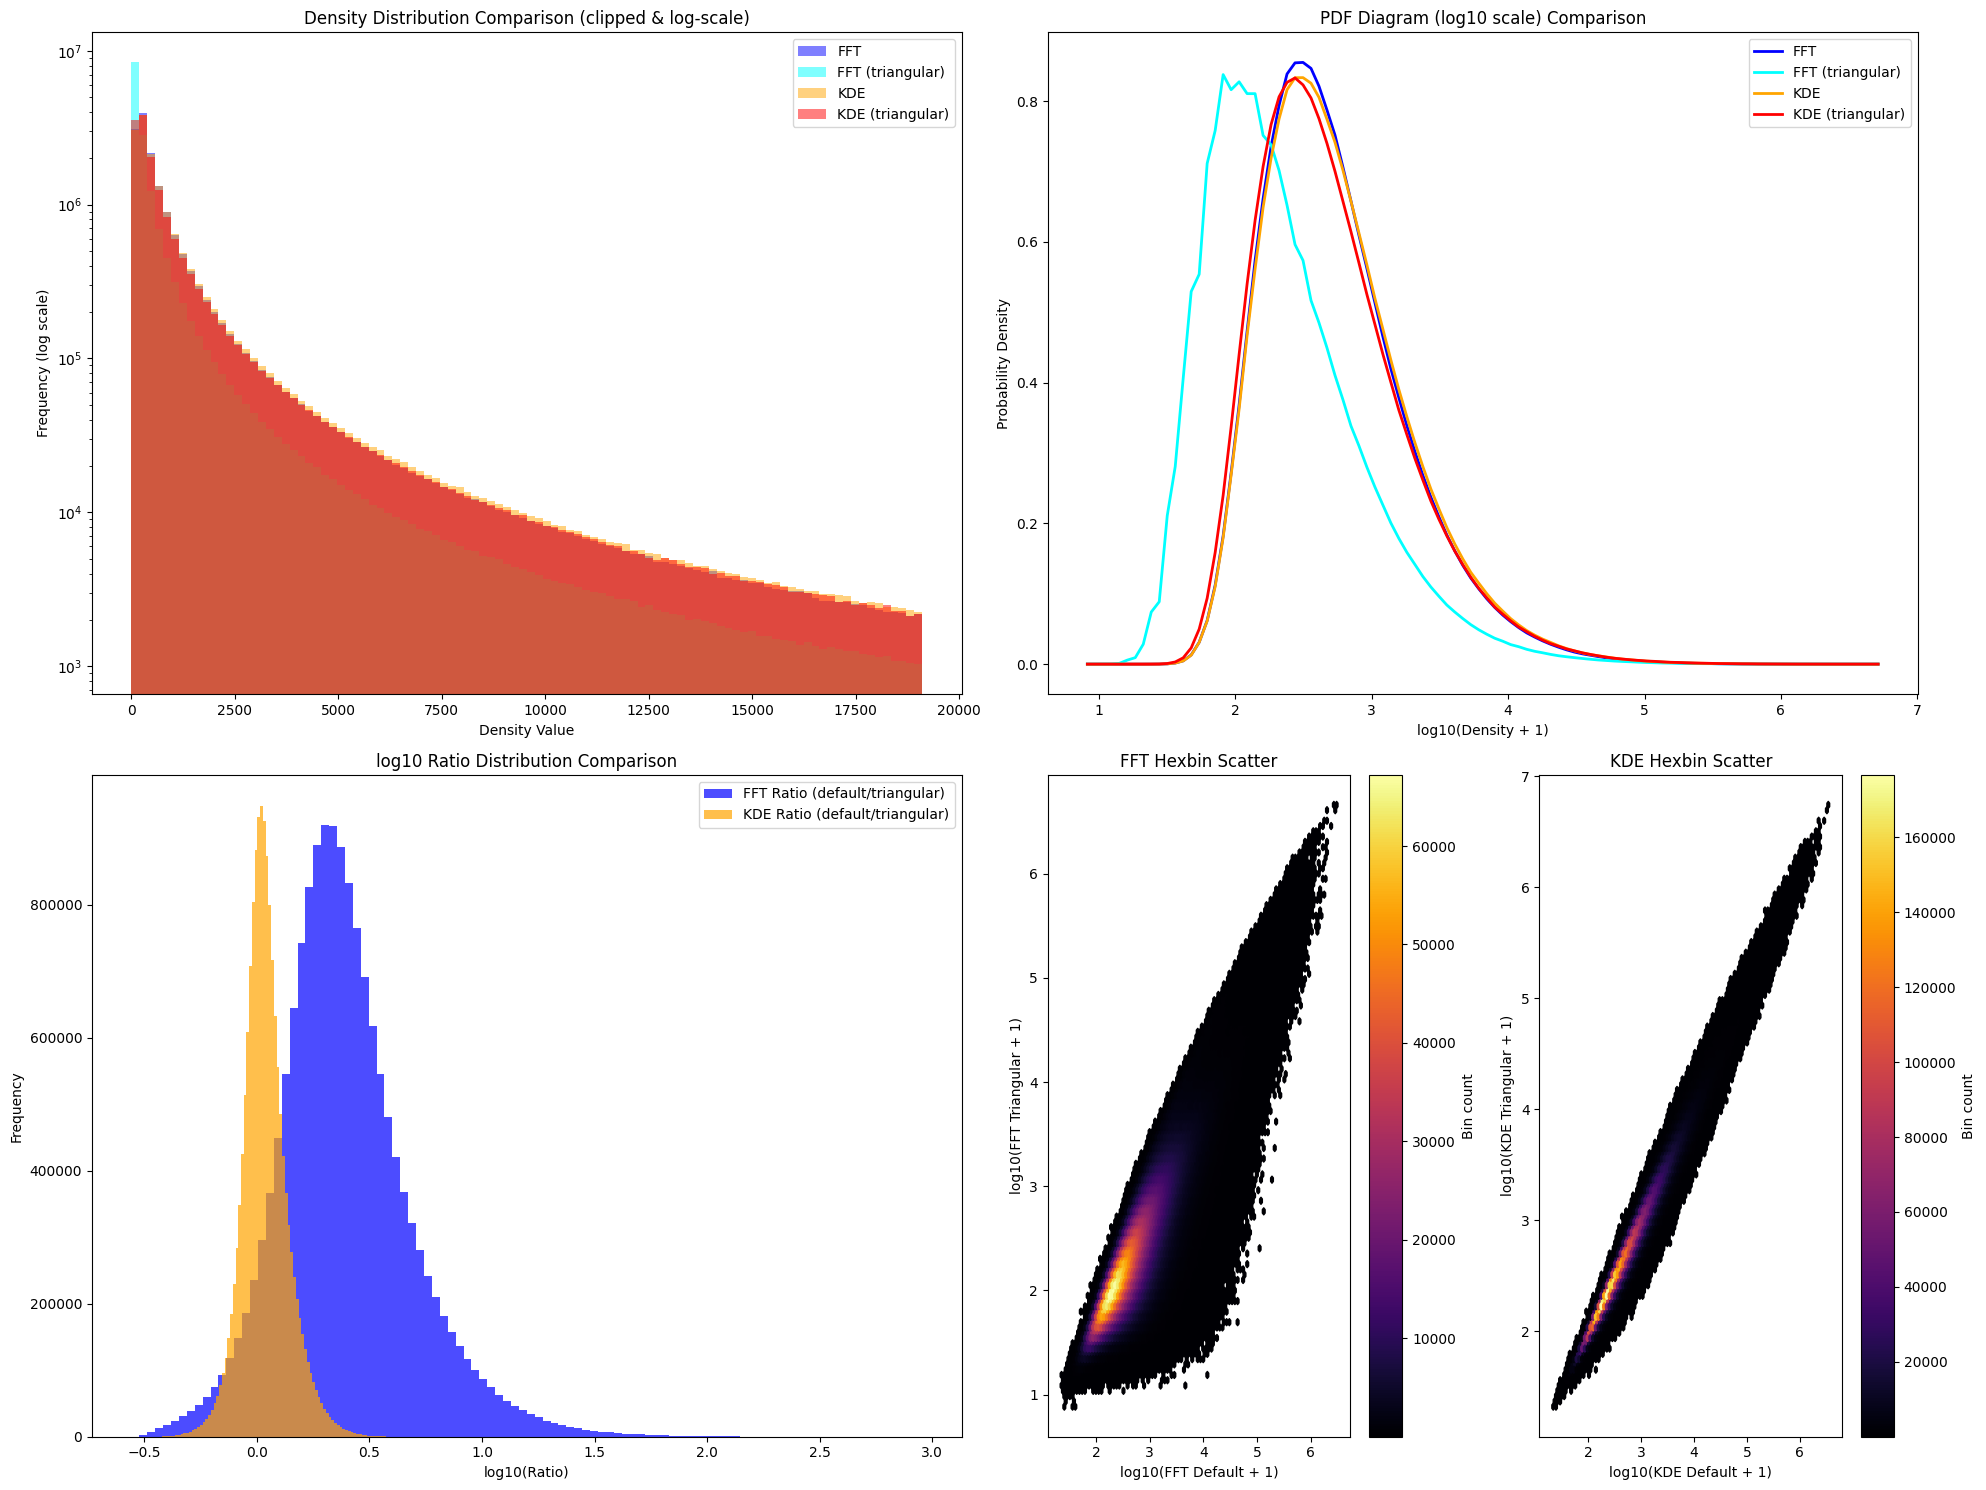 Density Distribution Comparison (clipped & log-scale)
FFT
FFT (triangular)
KDE
KDE (triangular)
10^7
10^6
10^5
10^4
10^3
Frequency (log scale)
0 2500 5000 7500 10000 12500 15000 17500 20000
Density Value
PDF Diagram (log10 scale) Comparison
FFT
FFT (triangular)
KDE
KDE (triangular)
0.8
0.6
0.4
0.2
0.0
Probability Density
1 2 3 4 5 6 7
log10(Density + 1)
log10 Ratio Distribution Comparison
FFT Ratio (default/triangular)
KDE Ratio (default/triangular)
800000
600000
400000
200000
0
Frequency
−0.5 0.0 0.5 1.0 1.5 2.0 2.5 3.0
log10(Ratio)
FFT Hexbin Scatter
6
5
4
3
2
1
log10(FFT Triangular + 1)
2 3 4 5 6
log10(FFT Default + 1)
60000
50000
40000
30000
20000
10000
Bin count
KDE Hexbin Scatter
7
6
5
4
3
2
log10(KDE Triangular + 1)
2 3 4 5 6
log10(KDE Default + 1)
160000
140000
120000
100000
80000
60000
40000
20000
Bin count